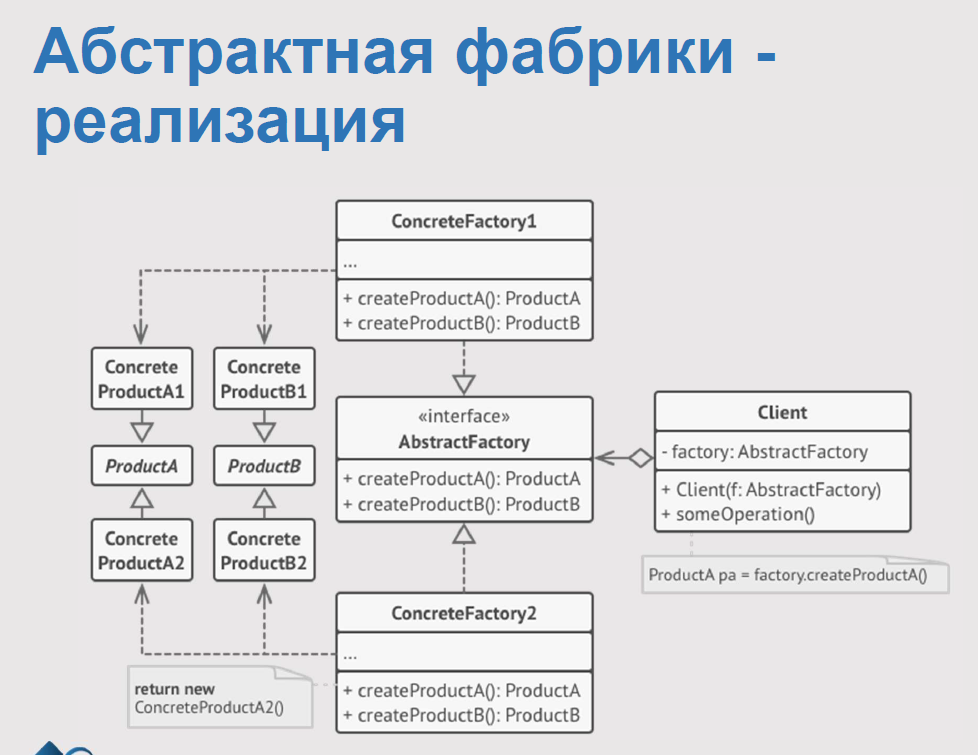 Абстрактная фабрики -
реализация
ConcreteFactory1
...
+ createProductA(): ProductA
+ createProductB(): ProductB
Concrete
ProductA1
Concrete
ProductB1
ProductA
ProductB
Concrete
ProductA2
Concrete
ProductB2
«interface»
AbstractFactory
+ createProductA(): ProductA
+ createProductB(): ProductB
Client
- factory: AbstractFactory
+ Client(f: AbstractFactory)
+ someOperation()
ProductA pa = factory.createProductA()
ConcreteFactory2
...
+ createProductA(): ProductA
+ createProductB(): ProductB
return new
ConcreteProductA2()